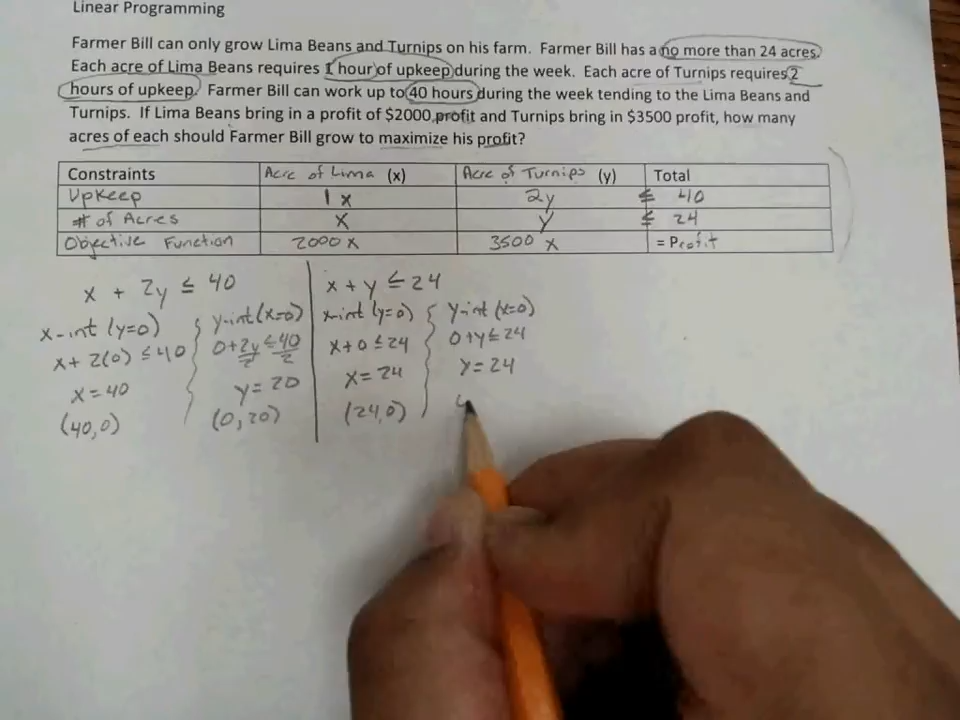 Linear Programming
Farmer Bill can only grow Lima Beans and Turnips on his farm. Farmer Bill has a no more than 24 acres.
Each acre of Lima Beans requires 1 hour of upkeep during the week. Each acre of Turnips requires 2
hours of upkeep. Farmer Bill can work up to 40 hours during the week tending to the Lima Beans and
Turnips. If Lima Beans bring in a profit of $2000 profit and Turnips bring in $3500 profit, how many
acres of each should Farmer Bill grow to maximize his profit?
Constraints Acre of Lima (x) Acre of Turnips (y) Total
Upkeep 1x 2y ≤ 40
# of Acres x y ≤ 24
Objective Function 2000x 3500x = Profit
x + 2y ≤ 40 x + y ≤ 24
x-int (y=0) y-int (x=0) x-int (y=0) y-int (x=0)
x + 2(0) ≤ 40 0+2y ≤ 40 x+0 ≤ 24 0+y ≤ 24
2 2
x = 40 y = 20 x = 24 y = 24
(40,0) (0,20) (24,0)